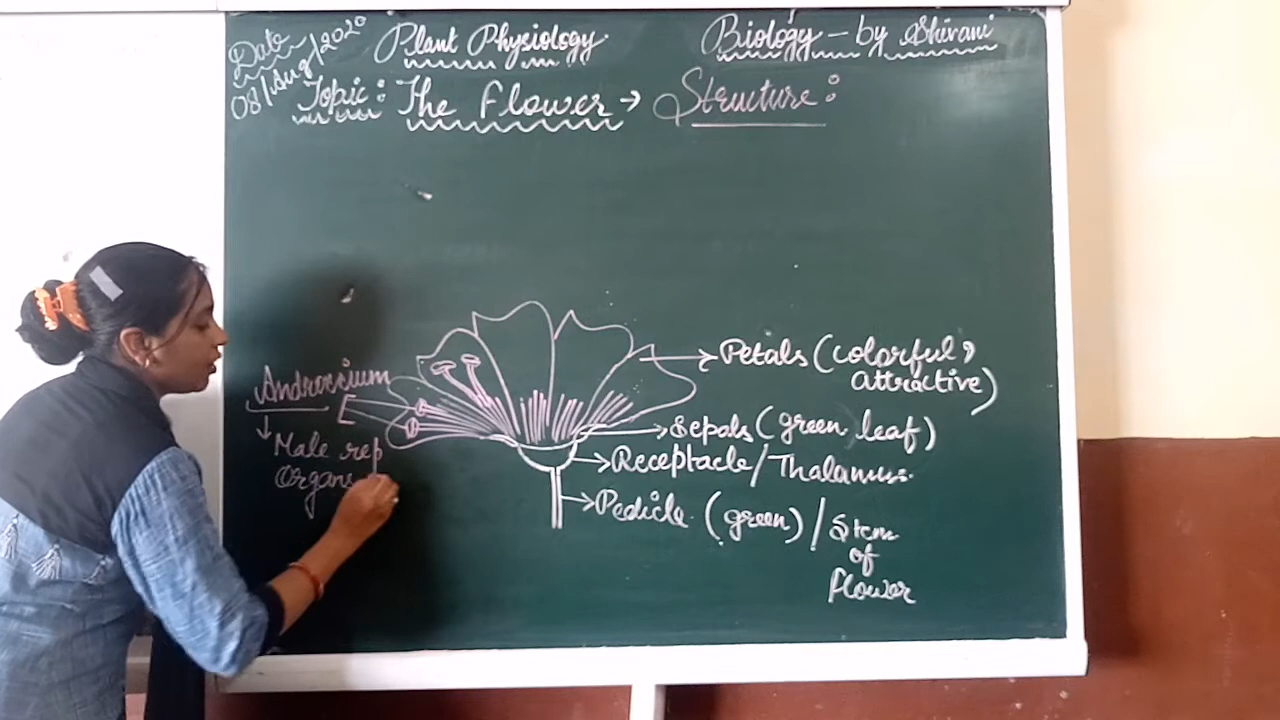 Date
08/Aug/2020
Plant Physiology
Biology - by Shivani
Topic: The Flower → Structure:
Petals (colorful,
attractive)
Androecium
Sepals (green leaf)
Male rep
Organs
Receptacle/Thalamus.
Pedicle (green) / Stem
of
flower